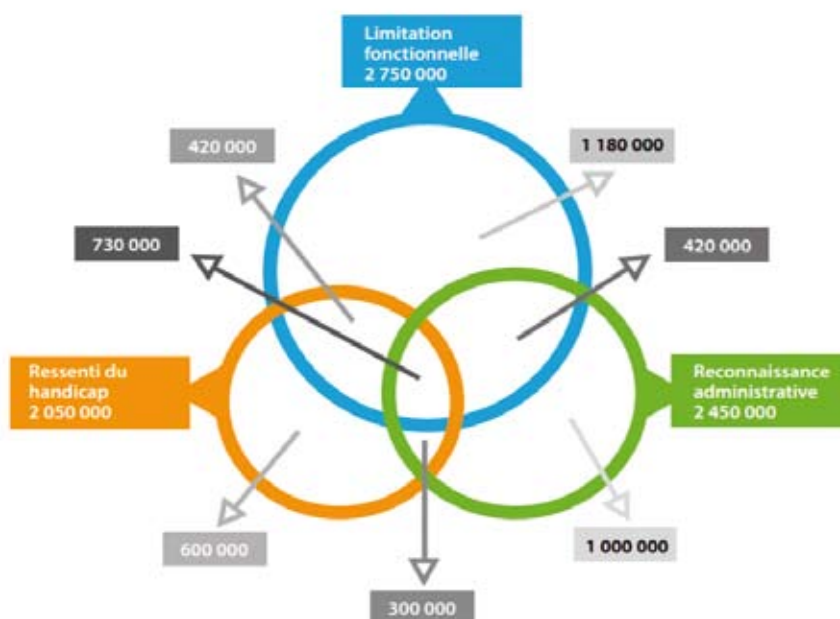 Limitation
fonctionnelle
2 750 000
420 000
1 180 000
730 000
420 000
Ressenti du
handicap
2 050 000
Reconnaissance
administrative
2 450 000
600 000
1 000 000
300 000